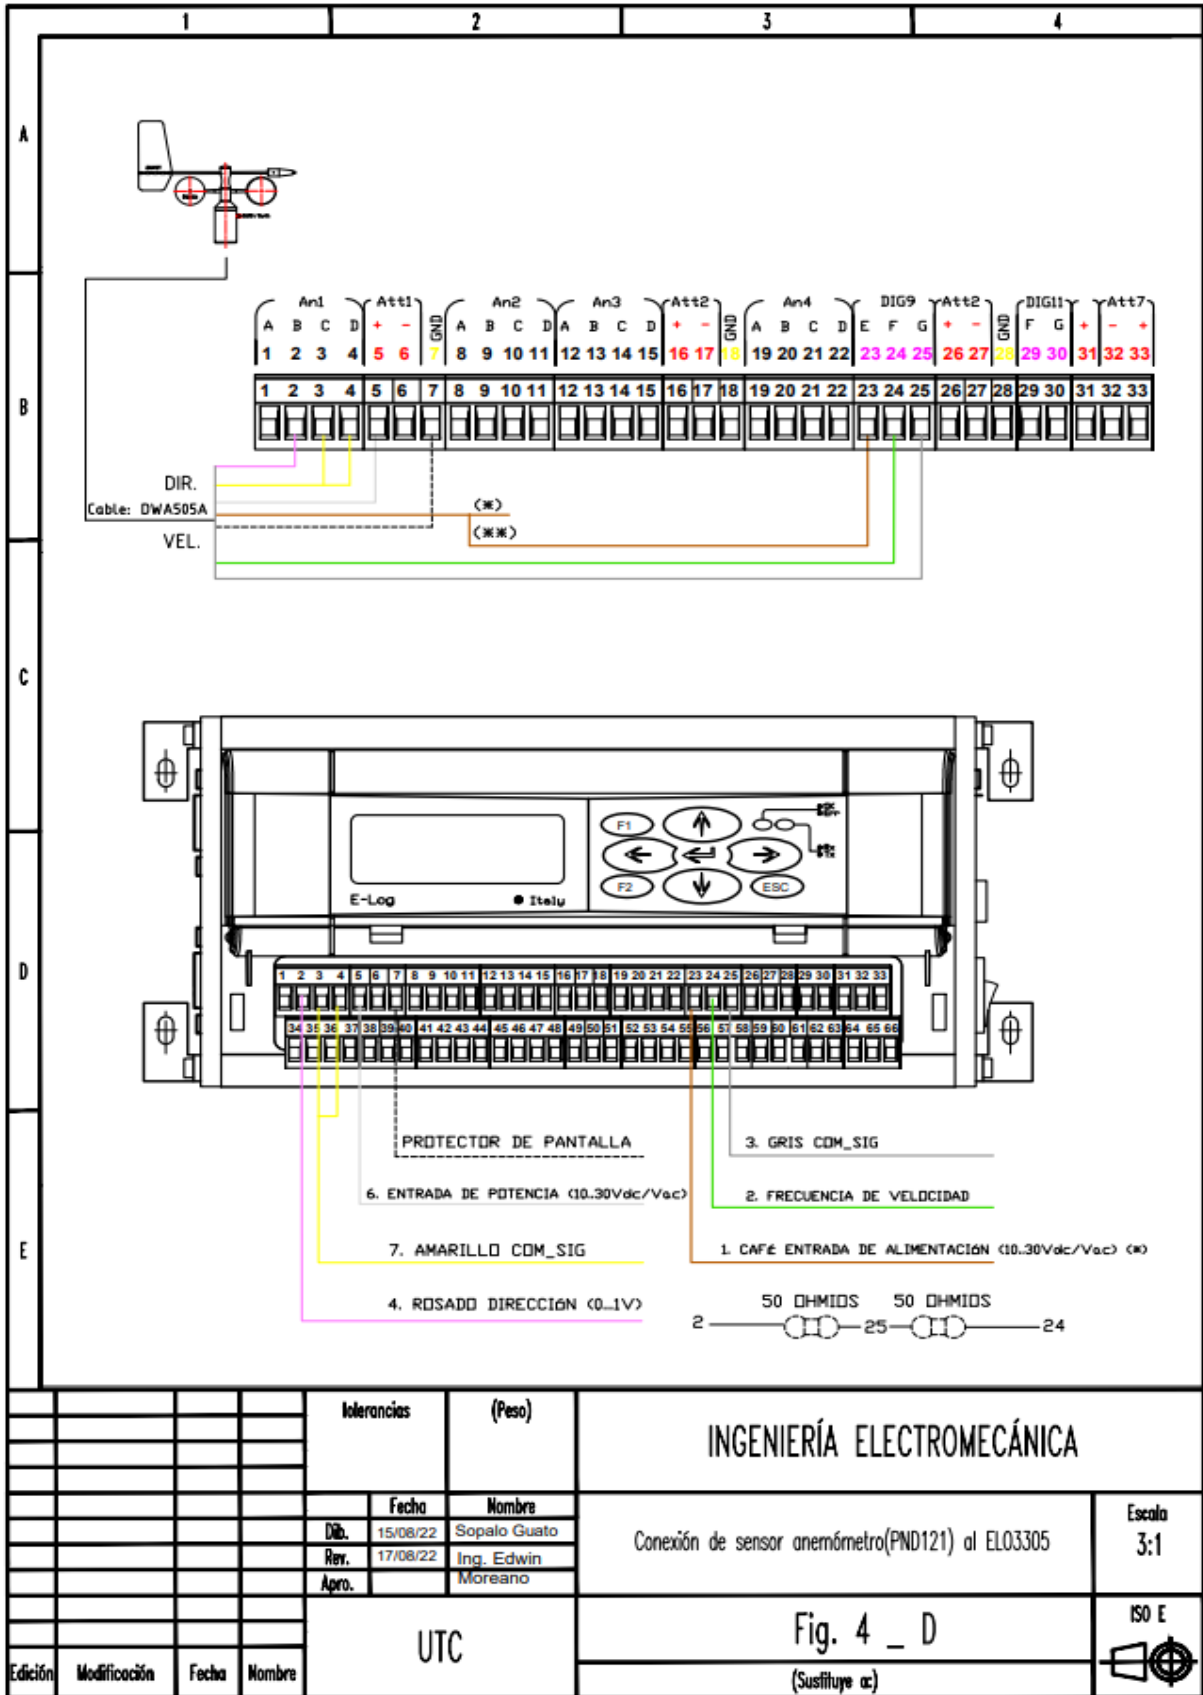 1 2 3 4
A
An1 Att1 An2 An3 Att2 An4 DIG9 Att2 DIG11 Att7
A B C D + - GND A B C D A B C D + - GND A B C D E F G + - GND F G + - +
1 2 3 4 5 6 7 8 9 10 11 12 13 14 15 16 17 18 19 20 21 22 23 24 25 26 27 28 29 30 31 32 33
B
1 2 3 4 5 6 7 8 9 10 11 12 13 14 15 16 17 18 19 20 21 22 23 24 25 26 27 28 29 30 31 32 33
DIR.
Cable: DWA505A
(*)
VEL.
(**)
C
F1
F2
ESC
E-Log
Italy
D
1 2 3 4 5 6 7 8 9 10 11 12 13 14 15 16 17 18 19 20 21 22 23 24 25 26 27 28 29 30 31 32 33
34 35 36 37 38 39 40 41 42 43 44 45 46 47 48 49 50 51 52 53 54 55 56 57 58 59 60 61 62 63 64 65 66
PROTECTOR DE PANTALLA
3. GRIS COM_SIG
6. ENTRADA DE POTENCIA (10..30Vdc/Vac)
2. FRECUENCIA DE VELOCIDAD
E
7. AMARILLO COM_SIG
1. CAFÉ ENTRADA DE ALIMENTACIÓN (10..30Vdc/Vac) (*)
4. ROSADO DIRECCIÓN (0...1V)
50 OHMIOS 50 OHMIOS
2 25 24
tolerancias
(Peso)
INGENIERÍA ELECTROMECÁNICA
Fecha Nombre
Dib. 15/08/22 Sopalo Guato
Rev. 17/08/22 Ing. Edwin
Moreano
Apro.
Conexión de sensor anemómetro(PND121) al ELO3305
Escala
3:1
UTC
Fig. 4 _ D
(Sustituye a:)
ISO E
Edición Modificación Fecha Nombre